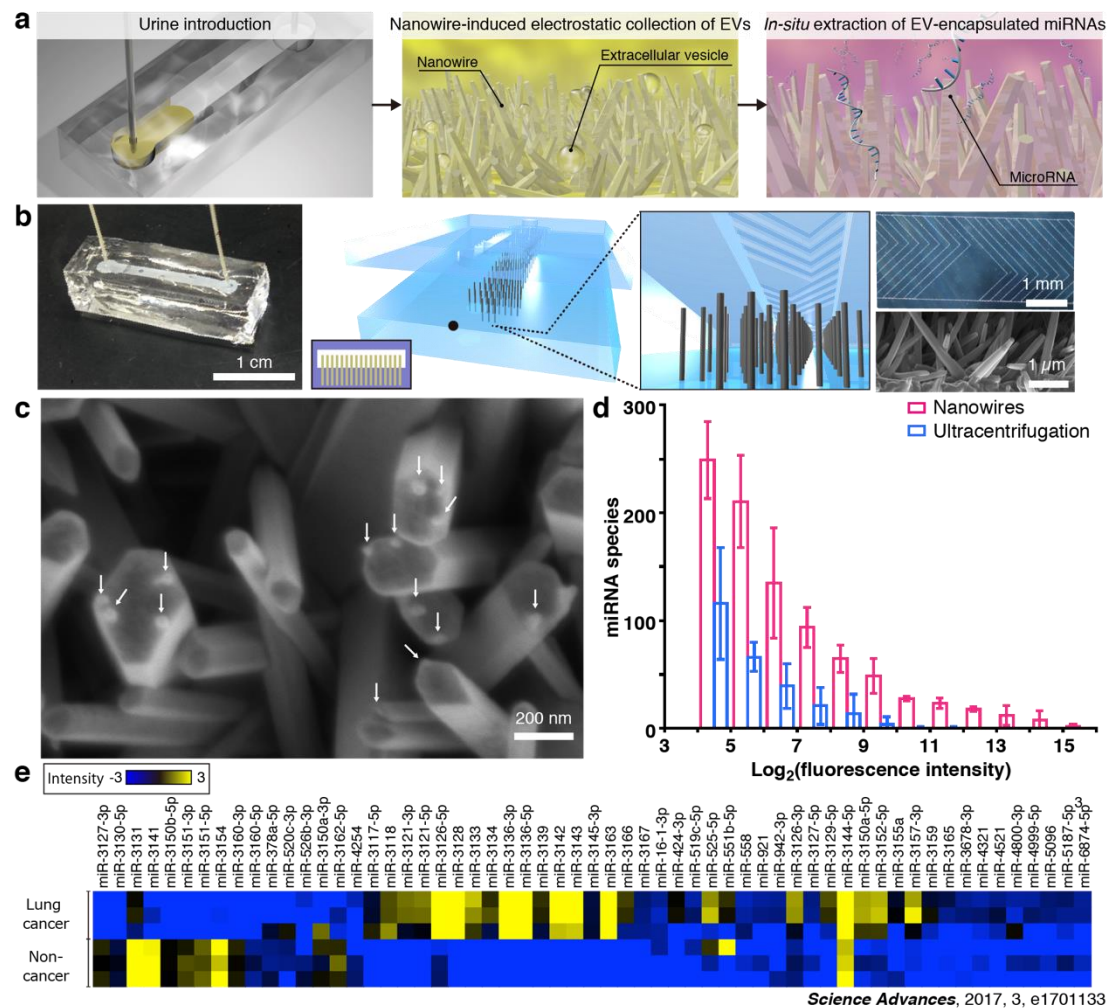 a
Urine introduction
Nanowire-induced electrostatic collection of EVs
In-situ extraction of EV-encapsulated miRNAs
Nanowire
Extracellular vesicle
MicroRNA
b
1 cm
1 mm
1 µm
c
200 nm
d
300
200
100
0
miRNA species
Nanowires
Ultracentrifugation
3
5
7
9
11
13
15
Log2(fluorescence intensity)
e
Intensity -3 3
3
miR-3127-3p
miR-3130-5p
miR-3131
miR-3141
miR-3150b-5p
miR-3151-3p
miR-3151-5p
miR-3154
miR-3160-3p
miR-3160-5p
miR-378a-5p
miR-520c-3p
miR-526b-3p
miR-3150a-3p
miR-3162-5p
miR-4254
miR-3117-5p
miR-3118
miR-3121-3p
miR-3121-5p
miR-3126-5p
miR-3128
miR-3133
miR-3134
miR-3136-3p
miR-3136-5p
miR-3139
miR-3142
miR-3143
miR-3145-3p
miR-3163
miR-3166
miR-3167
miR-16-1-3p
miR-424-3p
miR-519c-5p
miR-525-5p
miR-551b-5p
miR-558
miR-921
miR-942-3p
miR-3126-3p
miR-3127-5p
miR-3129-5p
miR-3144-5p
miR-3150a-5p
miR-3152-5p
miR-3155a
miR-3157-3p
miR-3159
miR-3165
miR-3678-3p
miR-4321
miR-4521
miR-4800-3p
miR-4999-5p
miR-5096
miR-5187-5p
miR-6874-5p
Lung
cancer
Non-
cancer
Science Advances, 2017, 3, e1701133